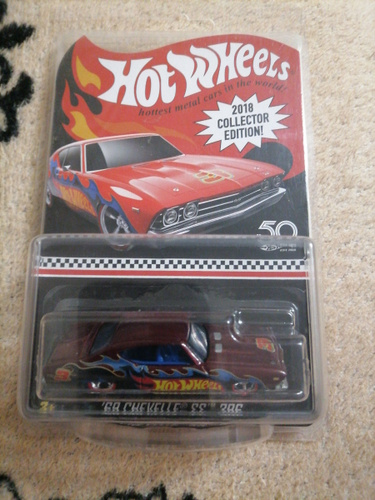 HOT WHEELS
hottest metal cars in the world!
2018
COLLECTOR
EDITION!
50
HOT WHEELS
'69 CHEVELLE SS 396